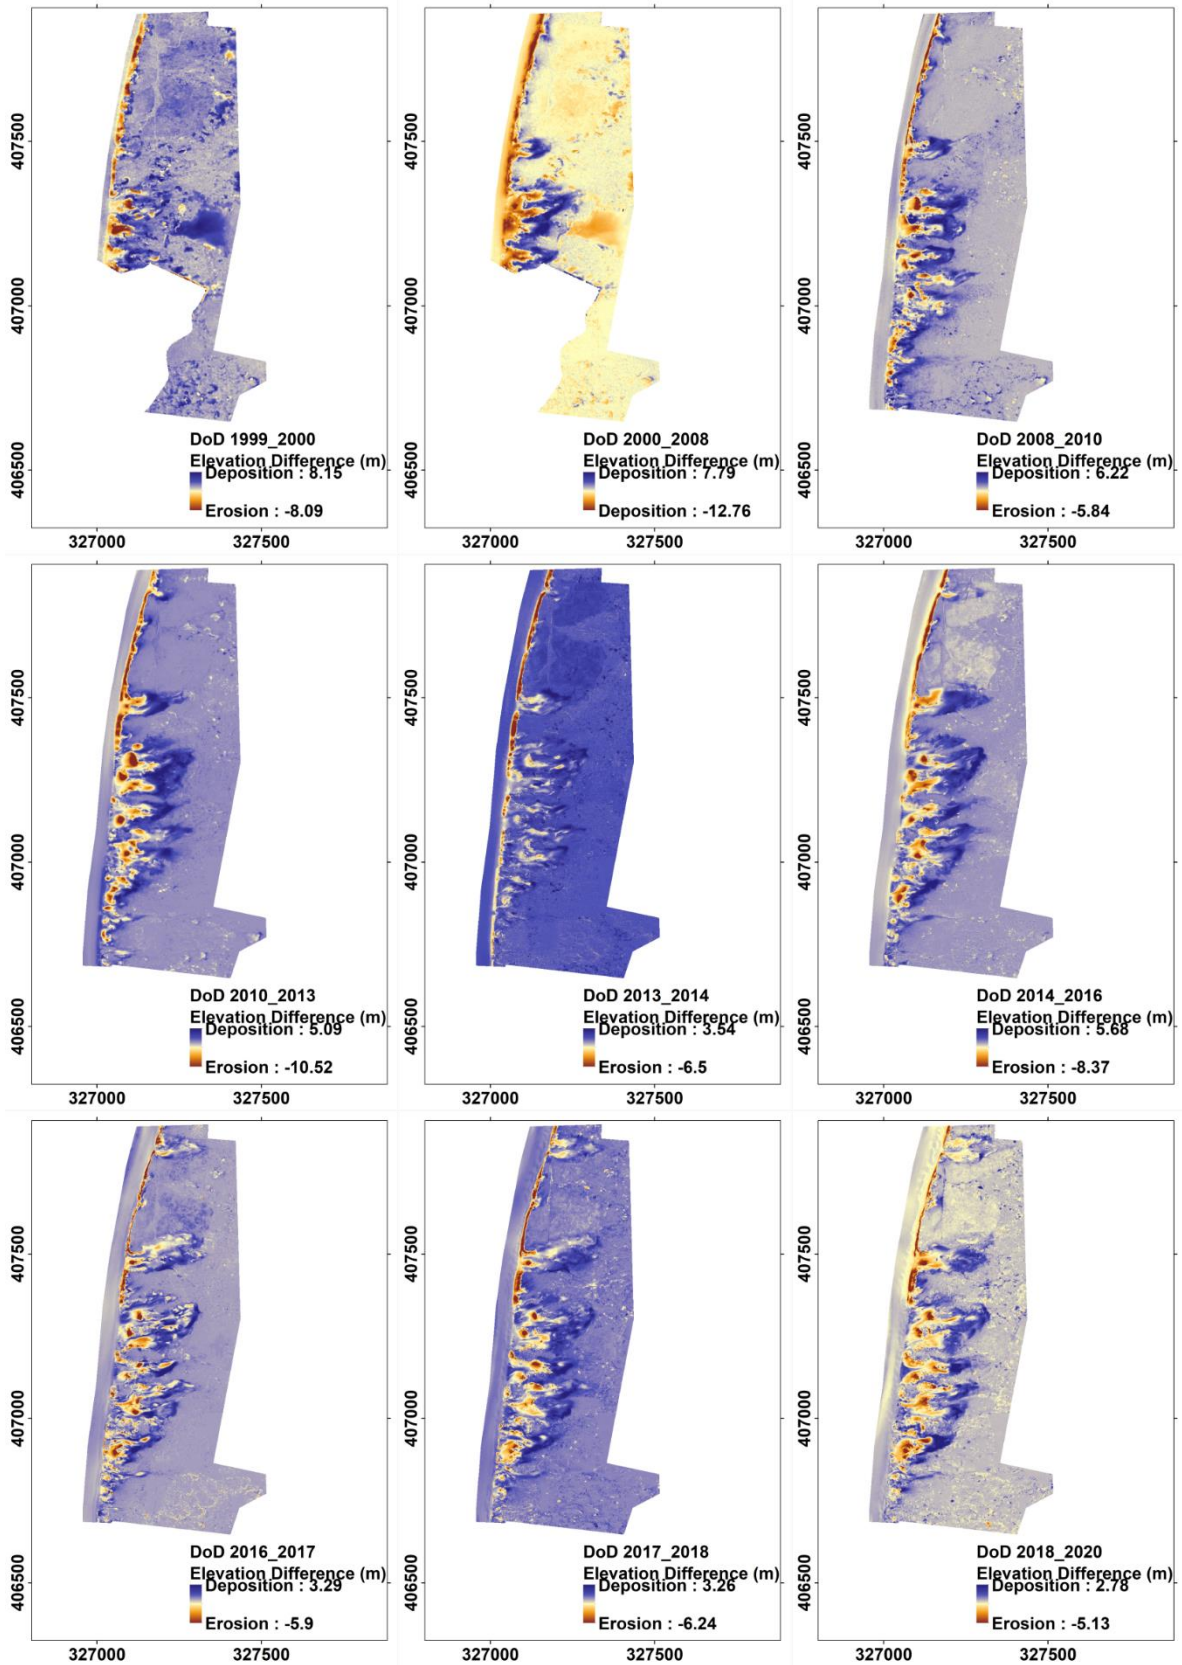 407500
407000
406500
DoD 1999_2000
Elevation Difference (m)
Deposition : 8.15
Erosion : -8.09
327000 327500
DoD 2000_2008
Elevation Difference (m)
Deposition : 7.79
Deposition : -12.76
327000 327500
DoD 2008_2010
Elevation Difference (m)
Deposition : 6.22
Erosion : -5.84
327000 327500
407500
407000
406500
407500
407000
406500
407500
407000
406500
DoD 2010_2013
Elevation Difference (m)
Deposition : 5.09
Erosion : -10.52
327000 327500
407500
407000
406500
DoD 2013_2014
Elevation Difference (m)
Deposition : 3.54
Erosion : -6.5
327000 327500
407500
407000
406500
DoD 2014_2016
Elevation Difference (m)
Deposition : 5.68
Erosion : -8.37
327000 327500
407500
407000
406500
DoD 2016_2017
Elevation Difference (m)
Deposition : 3.29
Erosion : -5.9
327000 327500
407500
407000
406500
DoD 2017_2018
Elevation Difference (m)
Deposition : 3.26
Erosion : -6.24
327000 327500
407500
407000
406500
DoD 2018_2020
Elevation Difference (m)
Deposition : 2.78
Erosion : -5.13
327000 327500